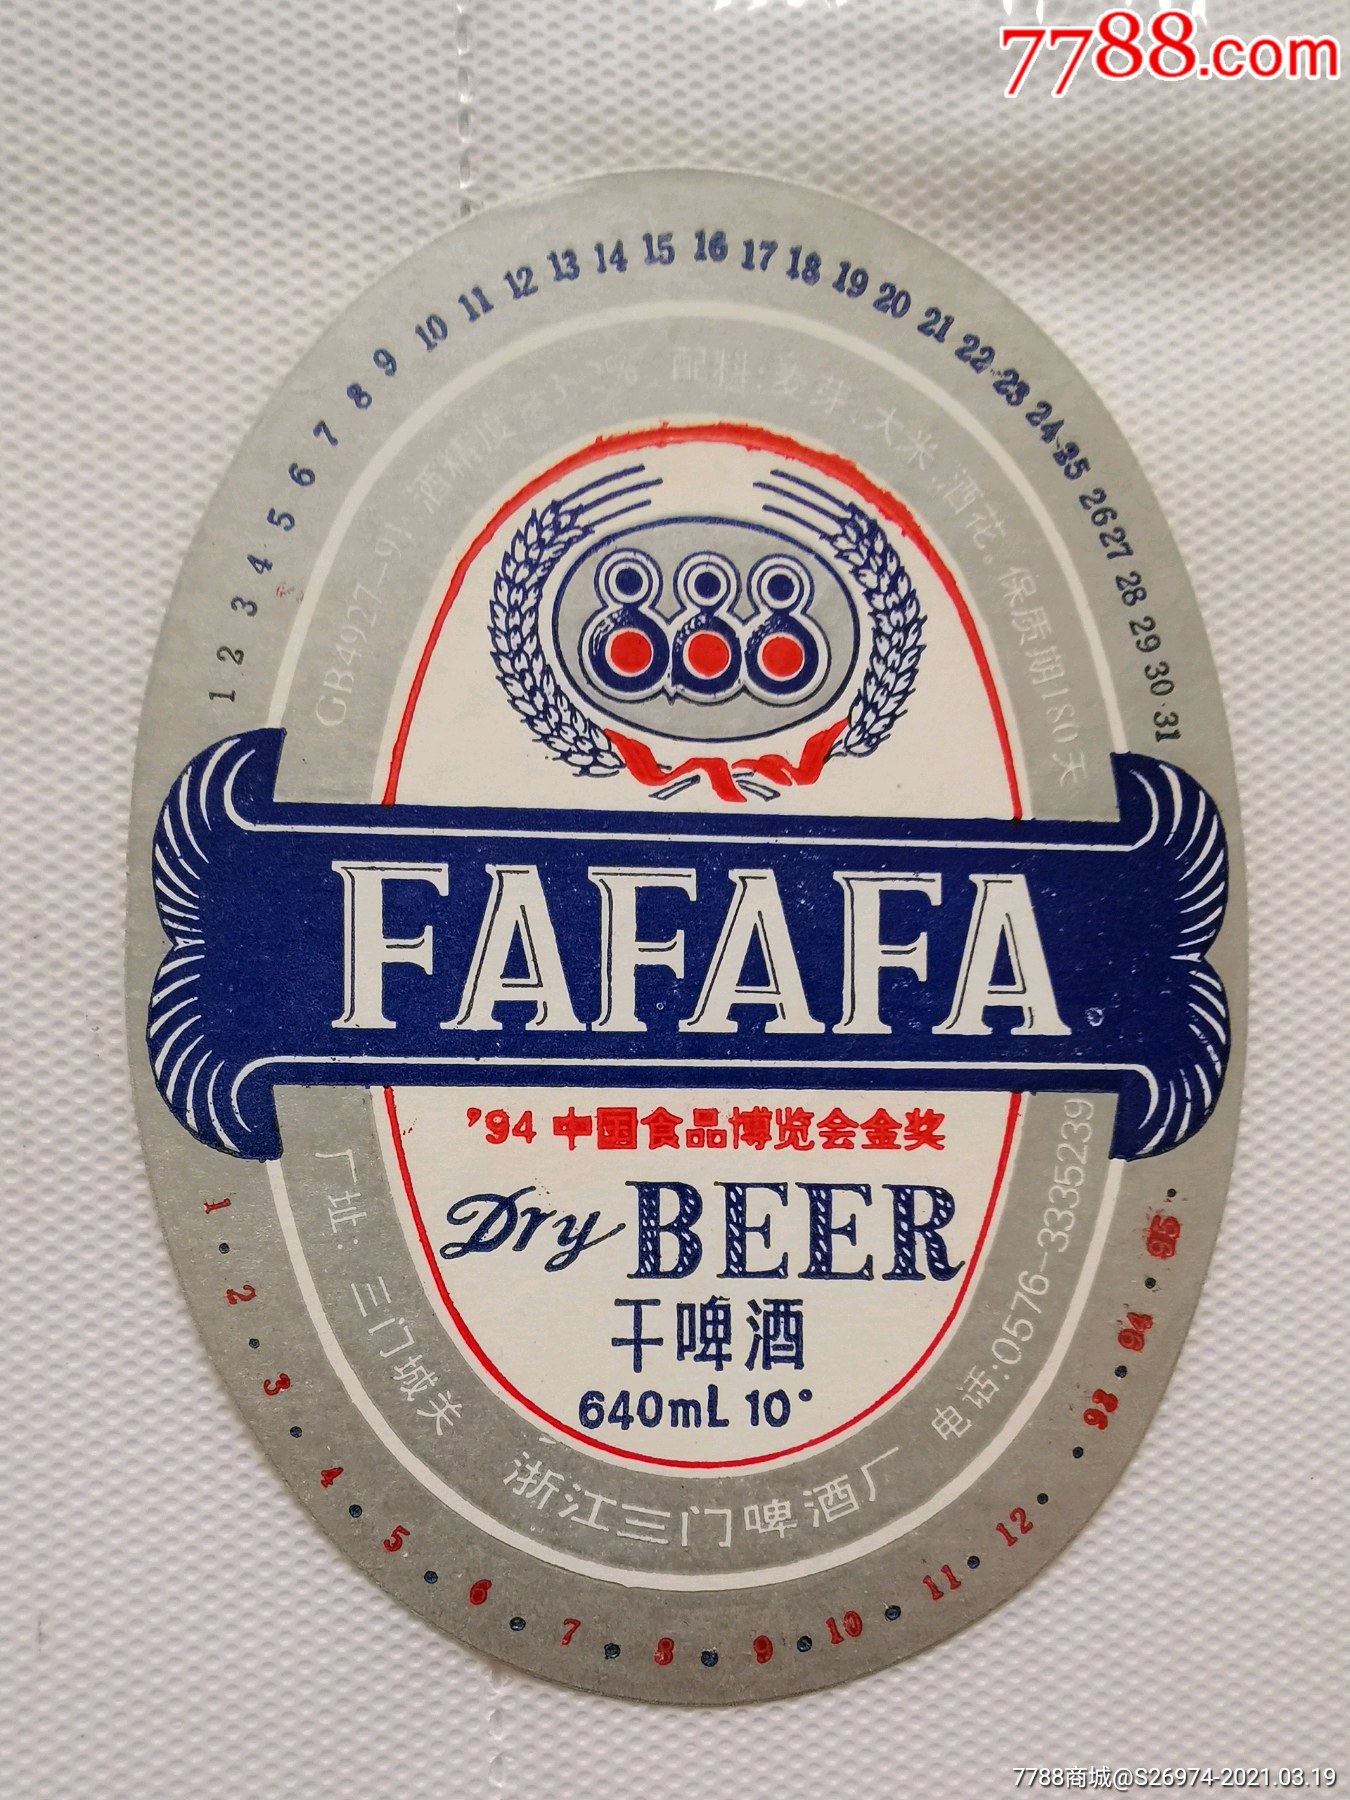 7788.com
1 2 3 4 5 6 7 8 9 10 11 12 13 14 15 16 17 18 19 20 21 22 23 24 25 26 27 28 29 30 31
GB4927-91 酒精度≥3.2% 配料:麦芽、大米、酒花。保质期180天
888
FAFAFA
'94 中国食品博览会金奖
Dry BEER
干啤酒
640mL 10°
厂址: 三门城关 浙江三门啤酒厂 电话:0576-3335239
1 · 2 · 3 · 4 · 5 · 6 · 7 · 8 · 9 · 10 · 11 · 12 · · 93 · 94 · 95 ·
7788商城@S26974-2021.03.19